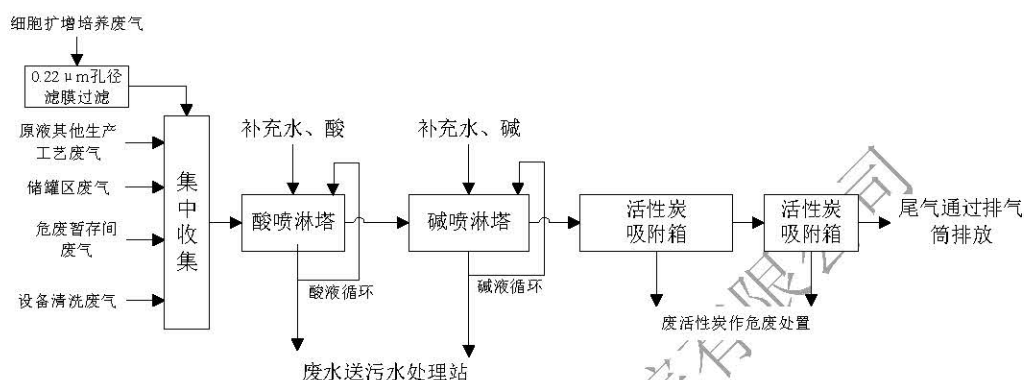 细胞扩增培养废气
0.22μm孔径
滤膜过滤
原液其他生产
工艺废气
储罐区废气
危废暂存间
废气
设备清洗废气
集
中
收
集
补充水、酸
酸喷淋塔
酸液循环
补充水、碱
碱喷淋塔
碱液循环
废水送污水处理站
活性炭
吸附箱
活性炭
吸附箱
废活性炭作危废处置
尾气通过排气
筒排放
有限公司